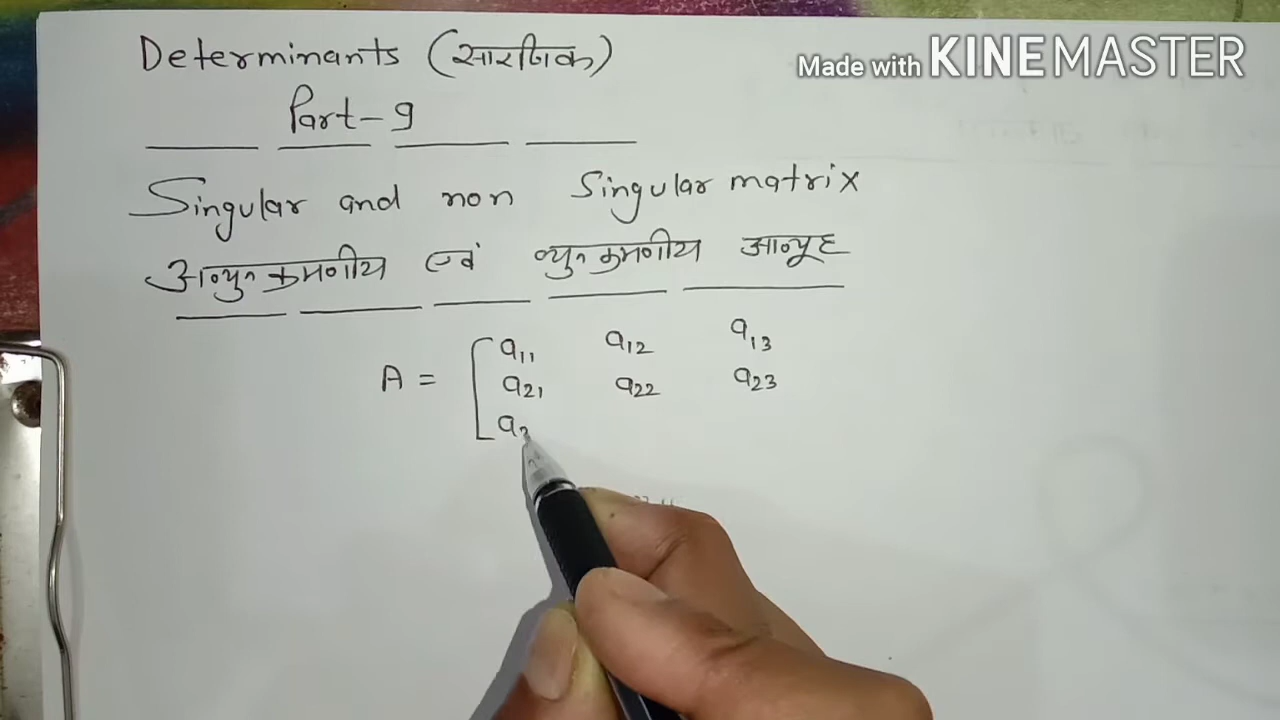 Determinants (सारणिक)
Made with KINEMASTER
Part-9
Singular and non Singular matrix
अव्युत्क्रमणीय एवं व्युत्क्रमणीय आव्यूह
A = [ a11 a12 a13
a21 a22 a23
a3